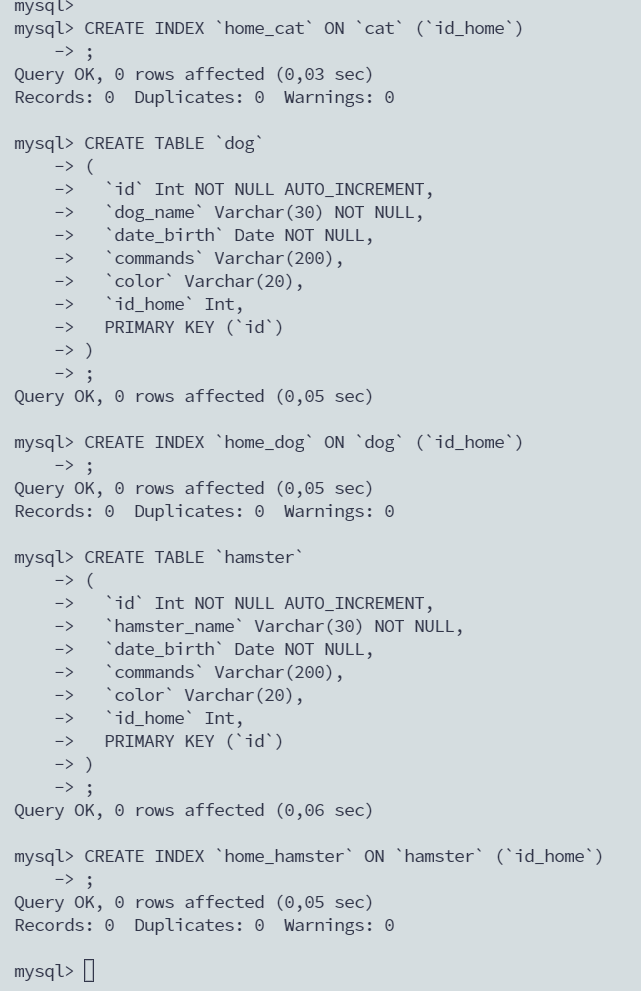 mysql>
mysql> CREATE INDEX `home_cat` ON `cat` (`id_home`)
    -> ;
Query OK, 0 rows affected (0,03 sec)
Records: 0  Duplicates: 0  Warnings: 0

mysql> CREATE TABLE `dog`
    -> (
    ->   `id` Int NOT NULL AUTO_INCREMENT,
    ->   `dog_name` Varchar(30) NOT NULL,
    ->   `date_birth` Date NOT NULL,
    ->   `commands` Varchar(200),
    ->   `color` Varchar(20),
    ->   `id_home` Int,
    ->   PRIMARY KEY (`id`)
    -> )
    -> ;
Query OK, 0 rows affected (0,05 sec)

mysql> CREATE INDEX `home_dog` ON `dog` (`id_home`)
    -> ;
Query OK, 0 rows affected (0,05 sec)
Records: 0  Duplicates: 0  Warnings: 0

mysql> CREATE TABLE `hamster`
    -> (
    ->   `id` Int NOT NULL AUTO_INCREMENT,
    ->   `hamster_name` Varchar(30) NOT NULL,
    ->   `date_birth` Date NOT NULL,
    ->   `commands` Varchar(200),
    ->   `color` Varchar(20),
    ->   `id_home` Int,
    ->   PRIMARY KEY (`id`)
    -> )
    -> ;
Query OK, 0 rows affected (0,06 sec)

mysql> CREATE INDEX `home_hamster` ON `hamster` (`id_home`)
    -> ;
Query OK, 0 rows affected (0,05 sec)
Records: 0  Duplicates: 0  Warnings: 0

mysql>